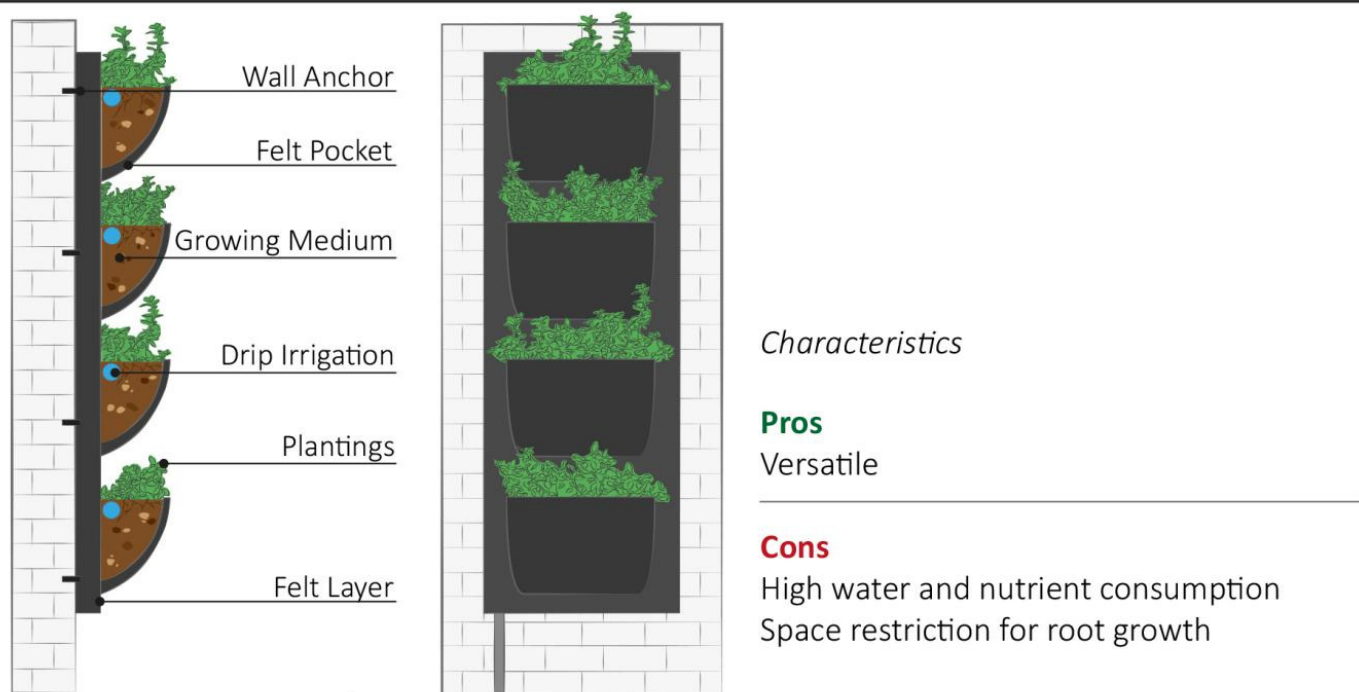 Wall Anchor
Felt Pocket
Growing Medium
Drip Irrigation
Plantings
Felt Layer
Characteristics
Pros
Versatile
Cons
High water and nutrient consumption
Space restriction for root growth